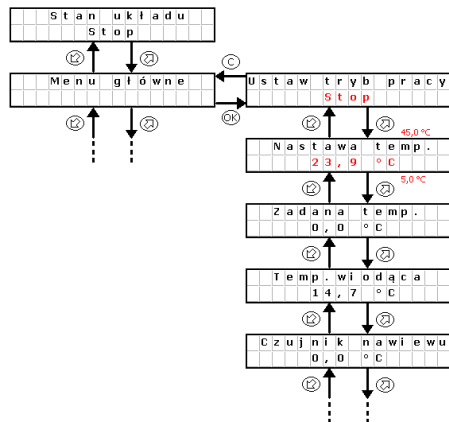 Stan układu
Stop
C
Menu główne
Ustaw tryb pracy
Stop
OK
45,0 °C
Nastawa temp.
23,9 °C
5,0 °C
Zadana temp.
0,0 °C
Temp.wiodąca
14,7 °C
Czujnik nawiewu
0,0 °C